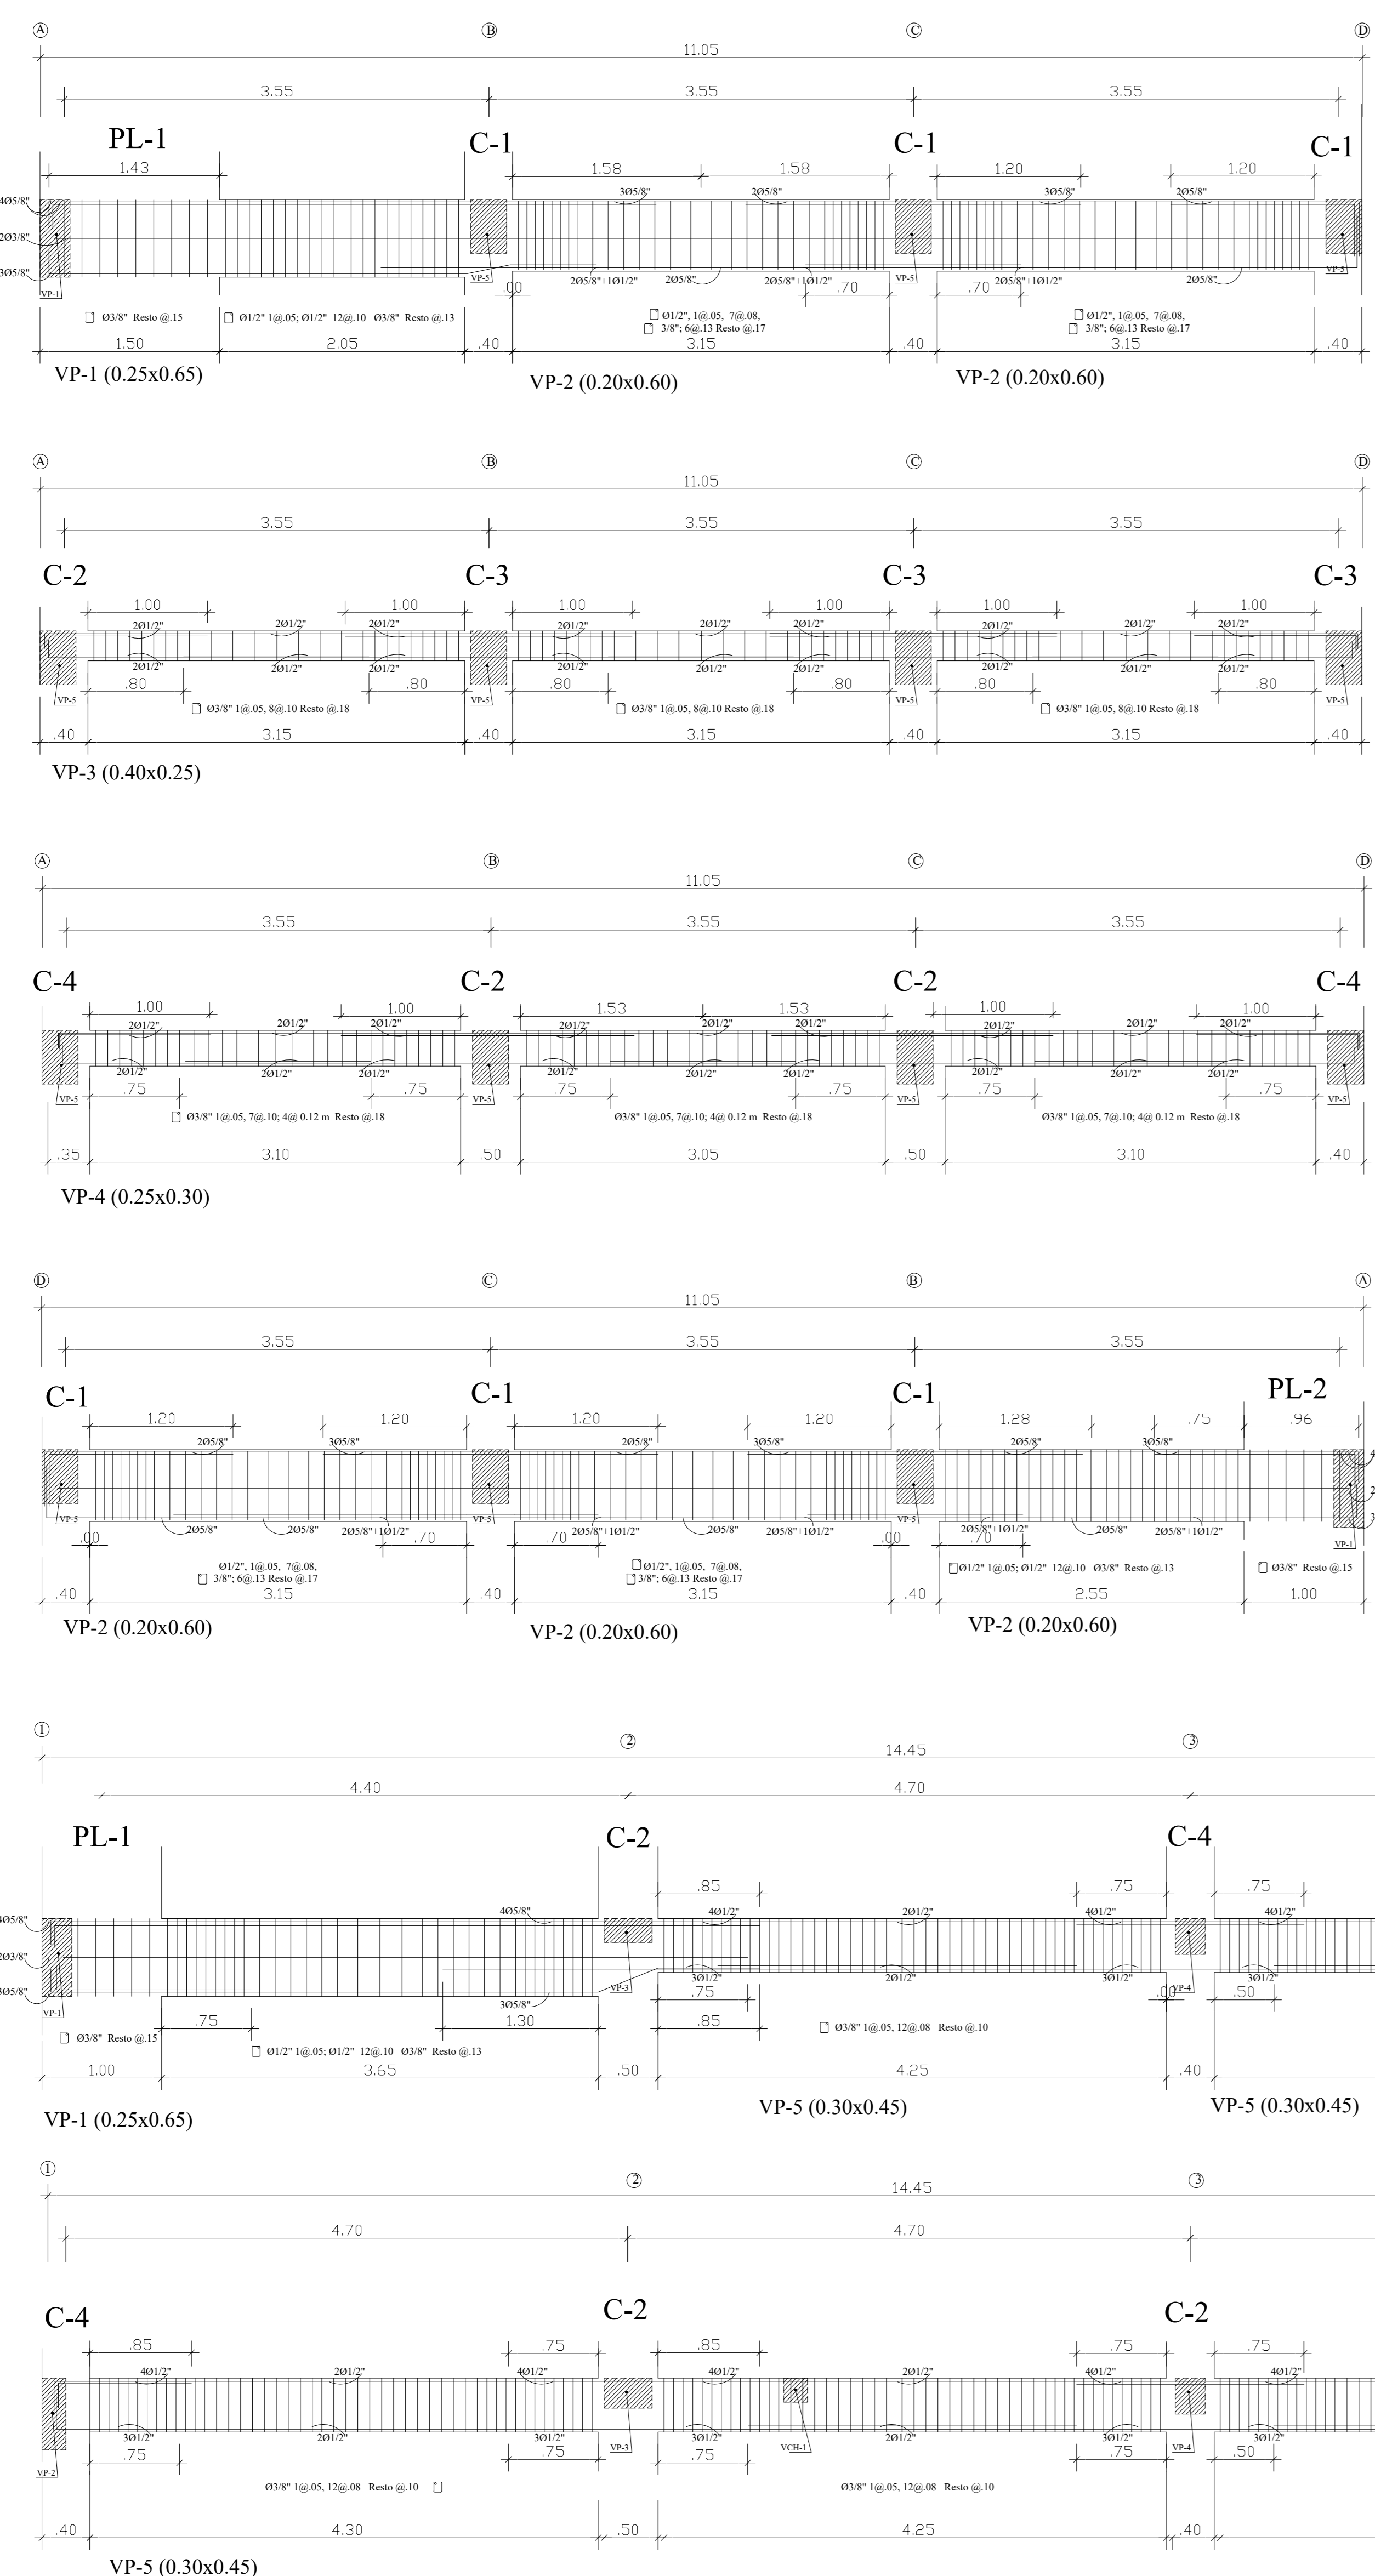 A B C D
11.05
3.55 3.55 3.55
PL-1 C-1 C-1 C-1
1.43 1.58 1.58 1.20 1.20
4Ø5/8" 3Ø5/8" 2Ø5/8" 3Ø5/8" 2Ø5/8"
2Ø3/8"
3Ø5/8" 2Ø5/8"+1Ø1/2" 2Ø5/8" 2Ø5/8"+1Ø1/2" 2Ø5/8"+1Ø1/2" 2Ø5/8"
VP-1 VP-5 VP-5 VP-5
.00 .70 .70
Ø3/8" Resto @.15 Ø1/2" 1@.05; Ø1/2" 12@.10 Ø3/8" Resto @.13 Ø1/2", 1@.05, 7@.08, Ø1/2", 1@.05, 7@.08,
3/8"; 6@.13 Resto @.17 3/8"; 6@.13 Resto @.17
1.50 2.05 .40 3.15 .40 3.15 .40
VP-1 (0.25x0.65) VP-2 (0.20x0.60) VP-2 (0.20x0.60)
A B C D
11.05
3.55 3.55 3.55
C-2 C-3 C-3 C-3
1.00 1.00 1.00 1.00 1.00 1.00
2Ø1/2" 2Ø1/2" 2Ø1/2" 2Ø1/2" 2Ø1/2" 2Ø1/2" 2Ø1/2" 2Ø1/2" 2Ø1/2"
2Ø1/2" 2Ø1/2" 2Ø1/2" 2Ø1/2" 2Ø1/2" 2Ø1/2" 2Ø1/2" 2Ø1/2" 2Ø1/2"
.80 .80 .80 .80 .80 .80
VP-5 VP-5 VP-5 VP-5
Ø3/8" 1@.05, 8@.10 Resto @.18 Ø3/8" 1@.05, 8@.10 Resto @.18 Ø3/8" 1@.05, 8@.10 Resto @.18
.40 3.15 .40 3.15 .40 3.15 .40
VP-3 (0.40x0.25)
A B C D
11.05
3.55 3.55 3.55
C-4 C-2 C-2 C-4
1.00 1.00 1.53 1.53 1.00 1.00
2Ø1/2" 2Ø1/2" 2Ø1/2" 2Ø1/2" 2Ø1/2" 2Ø1/2" 2Ø1/2" 2Ø1/2" 2Ø1/2"
2Ø1/2" 2Ø1/2" 2Ø1/2" 2Ø1/2" 2Ø1/2" 2Ø1/2" 2Ø1/2" 2Ø1/2" 2Ø1/2"
.75 .75 .75 .75 .75 .75
VP-5 VP-5 VP-5 VP-5
Ø3/8" 1@.05, 7@.10; 4@ 0.12 m Resto @.18 Ø3/8" 1@.05, 7@.10; 4@ 0.12 m Resto @.18 Ø3/8" 1@.05, 7@.10; 4@ 0.12 m Resto @.18
.35 3.10 .50 3.05 .50 3.10 .40
VP-4 (0.25x0.30)
D C B A
11.05
3.55 3.55 3.55
C-1 C-1 C-1 PL-2
1.20 1.20 1.20 1.20 1.28 .75 .96
2Ø5/8" 3Ø5/8" 2Ø5/8" 3Ø5/8" 2Ø5/8" 3Ø5/8" 4
2
VP-5 VP-5 VP-5 3
2Ø5/8" 2Ø5/8" 2Ø5/8"+1Ø1/2" 2Ø5/8"+1Ø1/2" 2Ø5/8" 2Ø5/8"+1Ø1/2" 2Ø5/8"+1Ø1/2" 2Ø5/8" 2Ø5/8"+1Ø1/2"
.00 .70 .70 .00 .70 VP-1
Ø1/2", 1@.05, 7@.08, Ø1/2", 1@.05, 7@.08, Ø1/2" 1@.05; Ø1/2" 12@.10 Ø3/8" Resto @.13 Ø3/8" Resto @.15
3/8"; 6@.13 Resto @.17 3/8"; 6@.13 Resto @.17
.40 3.15 .40 3.15 .40 2.55 1.00
VP-2 (0.20x0.60) VP-2 (0.20x0.60) VP-2 (0.20x0.60)
1 2 3
14.45
4.40 4.70
PL-1 C-2 C-4
.85 .75 .75
4Ø5/8" 4Ø5/8" 4Ø1/2" 2Ø1/2" 4Ø1/2" 4Ø1/2"
2Ø3/8"
3Ø5/8" 3Ø5/8" 3Ø1/2" 2Ø1/2" 3Ø1/2" 3Ø1/2"
VP-1 VP-3 VP-4
.75 .00 .50
.75 1.30 .85
Ø3/8" Resto @.15 Ø1/2" 1@.05; Ø1/2" 12@.10 Ø3/8" Resto @.13 Ø3/8" 1@.05, 12@.08 Resto @.10
1.00 3.65 .50 4.25 .40
VP-1 (0.25x0.65) VP-5 (0.30x0.45) VP-5 (0.30x0.45)
1 2 3
14.45
4.70 4.70
C-4 C-2 C-2
.85 .75 .85 .75 .75
4Ø1/2" 2Ø1/2" 4Ø1/2" 4Ø1/2" 2Ø1/2" 4Ø1/2" 4Ø1/2"
3Ø1/2" 2Ø1/2" 3Ø1/2" 3Ø1/2" 2Ø1/2" 3Ø1/2" 3Ø1/2"
VP-3 VCH-1 VP-4
.75 .75 .75 .75 .50
VP-2
Ø3/8" 1@.05, 12@.08 Resto @.10 Ø3/8" 1@.05, 12@.08 Resto @.10
.40 4.30 .50 4.25 .40
VP-5 (0.30x0.45)